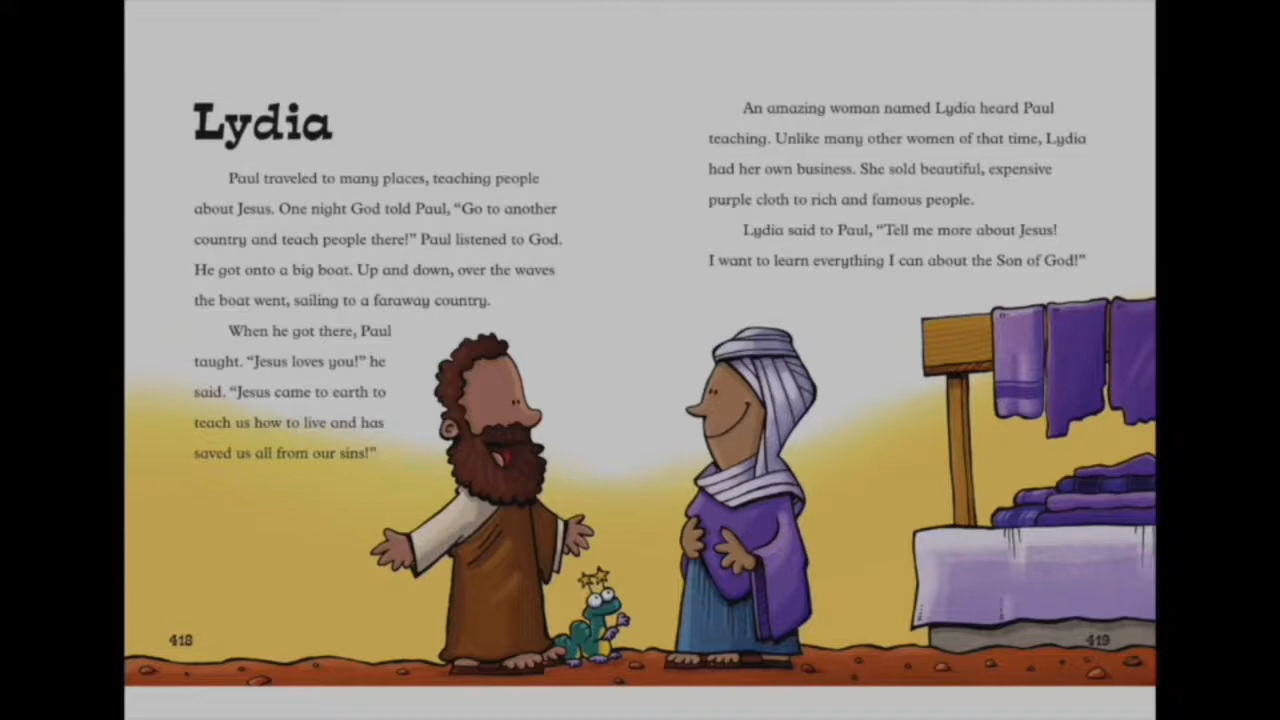 Lydia
Paul traveled to many places, teaching people
about Jesus. One night God told Paul, “Go to another
country and teach people there!” Paul listened to God.
He got onto a big boat. Up and down, over the waves
the boat went, sailing to a faraway country.
When he got there, Paul
taught. “Jesus loves you!” he
said. “Jesus came to earth to
teach us how to live and has
saved us all from our sins!”
418
An amazing woman named Lydia heard Paul
teaching. Unlike many other women of that time, Lydia
had her own business. She sold beautiful, expensive
purple cloth to rich and famous people.
Lydia said to Paul, “Tell me more about Jesus!
I want to learn everything I can about the Son of God!”
419